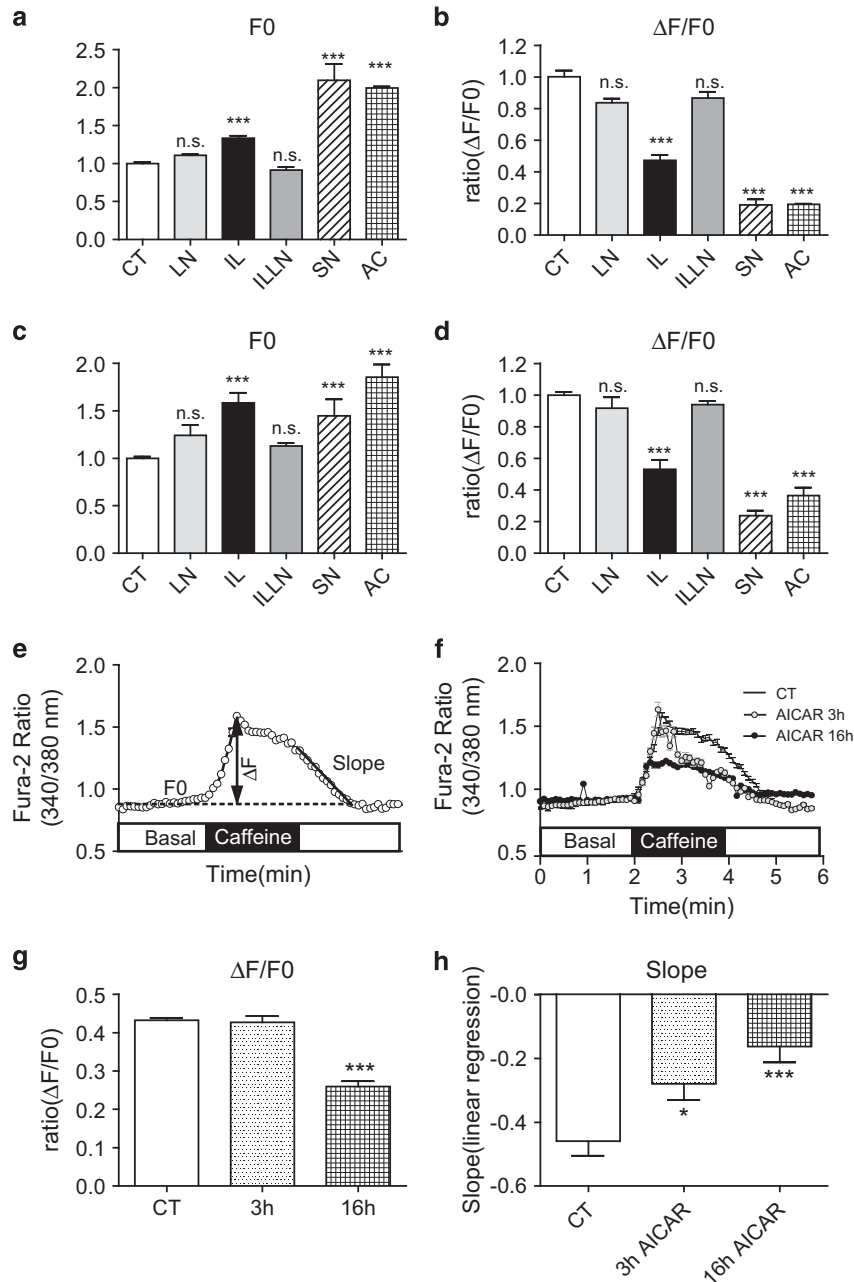 a
F0
2.5
2.0
1.5
1.0
0.5
0.0
n.s.
***
n.s.
***
***
CT
LN
IL
ILLN
SN
AC
b
ΔF/F0
ratio(ΔF/F0)
1.2
1.0
0.8
0.6
0.4
0.2
0.0
n.s.
***
n.s.
***
***
CT
LN
IL
ILLN
SN
AC
c
F0
2.0
1.5
1.0
0.5
0.0
n.s.
***
n.s.
***
***
CT
LN
IL
ILLN
SN
AC
d
ΔF/F0
ratio(ΔF/F0)
1.2
1.0
0.8
0.6
0.4
0.2
0.0
n.s.
***
n.s.
***
***
CT
LN
IL
ILLN
SN
AC
e
Fura-2 Ratio
(340/380 nm)
2.0
1.5
1.0
0.5
F0
ΔF
Slope
Basal
Caffeine
Time(min)
f
Fura-2 Ratio
(340/380 nm)
2.0
1.5
1.0
0.5
CT
AICAR 3h
AICAR 16h
Basal
Caffeine
0 1 2 3 4 5 6
Time(min)
g
ΔF/F0
ratio(ΔF/F0)
0.5
0.4
0.3
0.2
0.1
0.0
***
CT
3h
16h
h
Slope
Slope(linear regression)
-0.0
-0.2
-0.4
-0.6
*
***
CT
3h AICAR
16h AICAR